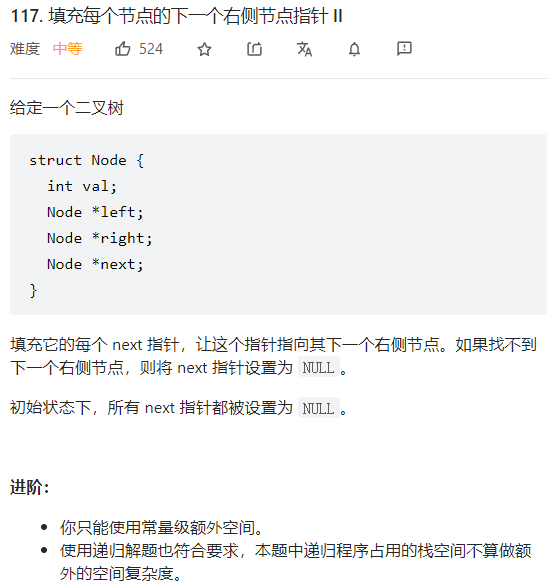 117. 填充每个节点的下一个右侧节点指针 II
难度 中等 524
给定一个二叉树
struct Node {
  int val;
  Node *left;
  Node *right;
  Node *next;
}
填充它的每个 next 指针，让这个指针指向其下一个右侧节点。如果找不到
下一个右侧节点，则将 next 指针设置为 NULL 。
初始状态下，所有 next 指针都被设置为 NULL 。
进阶：
• 你只能使用常量级额外空间。
• 使用递归解题也符合要求，本题中递归程序占用的栈空间不算做额
外的空间复杂度。